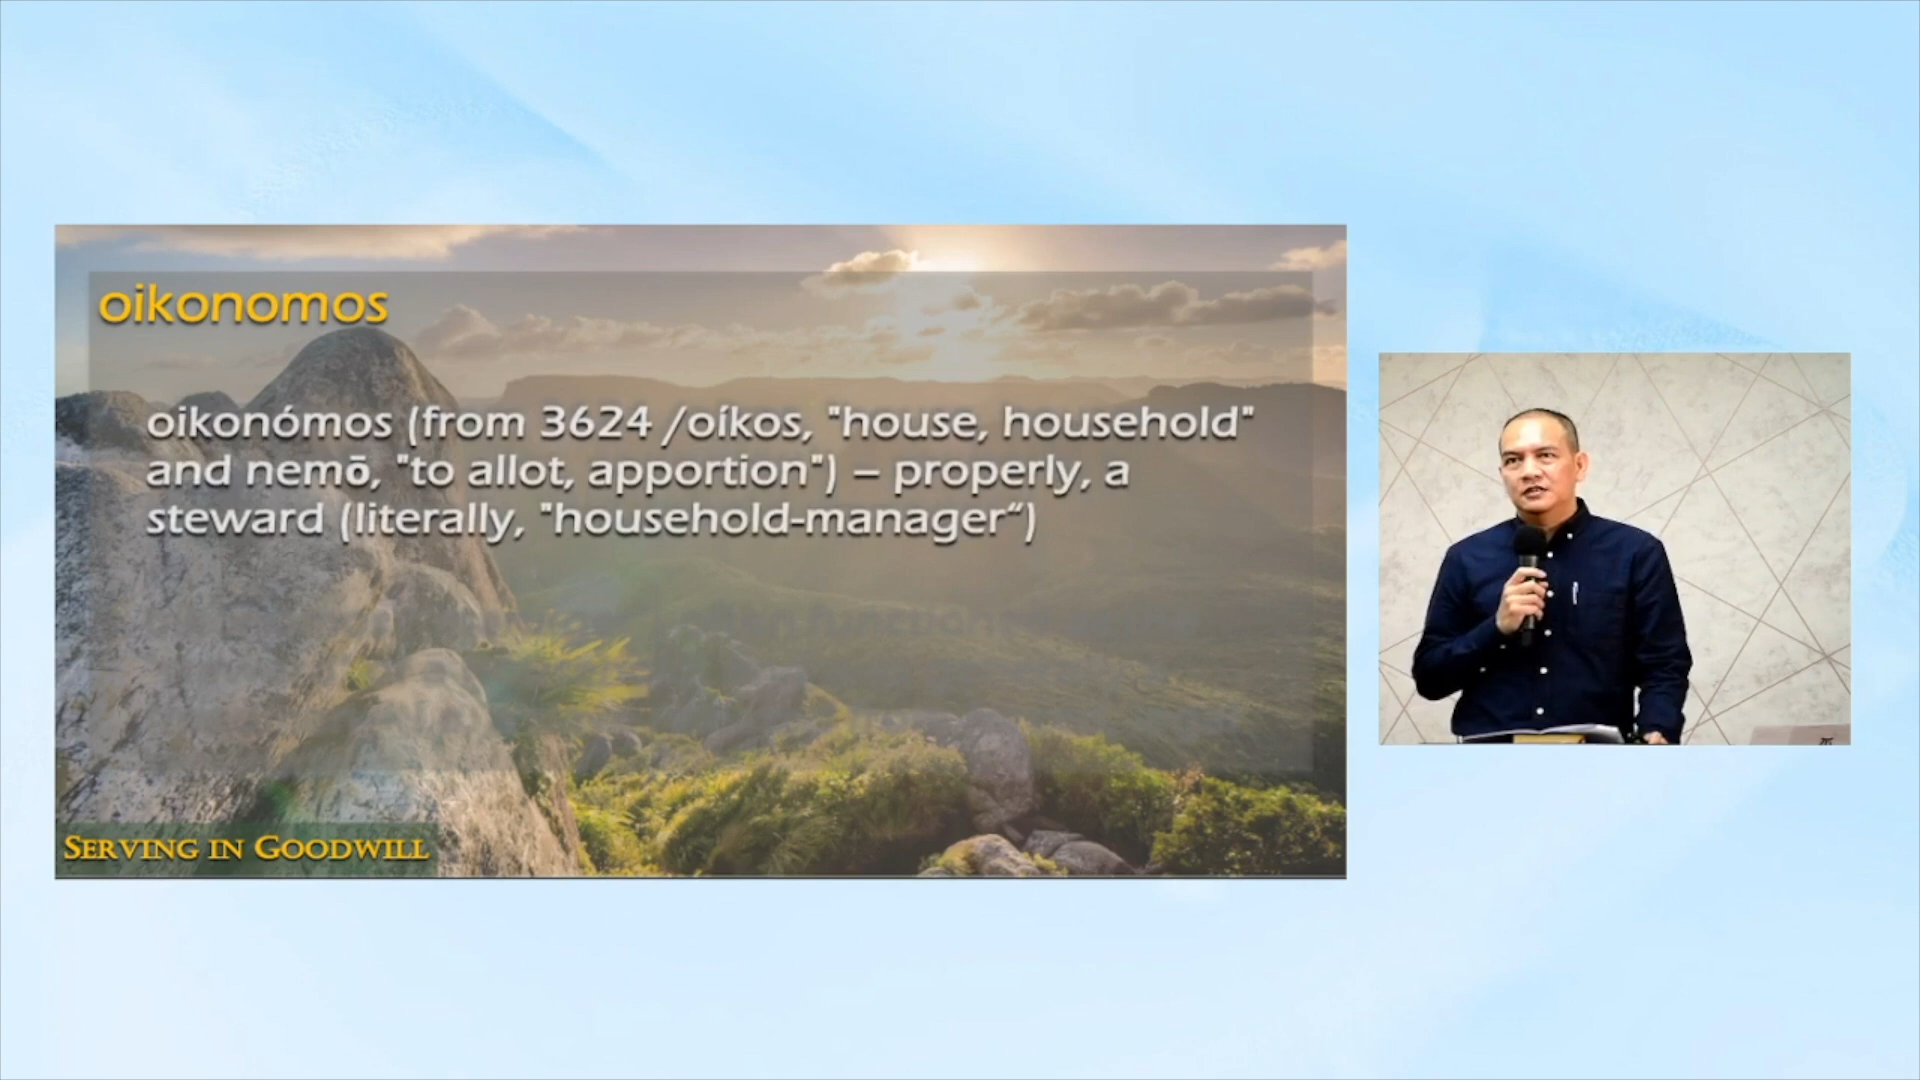 oikonomos
oikonómos (from 3624 /oíkos, "house, household"
and nemō, "to allot, apportion") – properly, a
steward (literally, "household-manager“)
SERVING IN GOODWILL